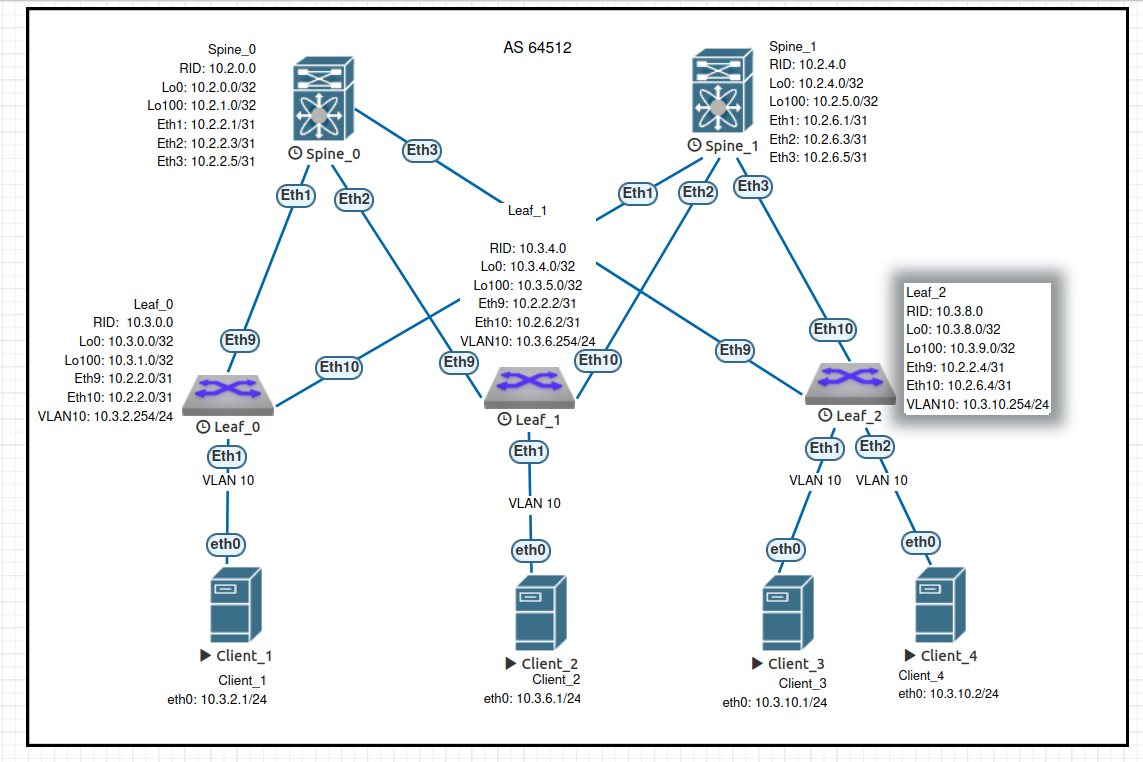 AS 64512
Spine_0
RID: 10.2.0.0
Lo0: 10.2.0.0/32
Lo100: 10.2.1.0/32
Eth1: 10.2.2.1/31
Eth2: 10.2.2.3/31
Eth3: 10.2.2.5/31
Spine_0
Spine_1
RID: 10.2.4.0
Lo0: 10.2.4.0/32
Lo100: 10.2.5.0/32
Eth1: 10.2.6.1/31
Eth2: 10.2.6.3/31
Eth3: 10.2.6.5/31
Spine_1
Eth3
Eth1
Eth2
Eth1
Eth2
Eth3
Leaf_1
RID: 10.3.4.0
Lo0: 10.3.4.0/32
Lo100: 10.3.5.0/32
Eth9: 10.2.2.2/31
Eth10: 10.2.6.2/31
VLAN10: 10.3.6.254/24
Leaf_0
RID: 10.3.0.0
Lo0: 10.3.0.0/32
Lo100: 10.3.1.0/32
Eth9: 10.2.2.0/31
Eth10: 10.2.2.0/31
VLAN10: 10.3.2.254/24
Leaf_2
RID: 10.3.8.0
Lo0: 10.3.8.0/32
Lo100: 10.3.9.0/32
Eth9: 10.2.2.4/31
Eth10: 10.2.6.4/31
VLAN10: 10.3.10.254/24
Eth9
Eth10
Eth9
Eth10
Eth9
Eth10
Leaf_0
Leaf_1
Leaf_2
Eth1
Eth1
Eth1
Eth2
VLAN 10
VLAN 10
VLAN 10
VLAN 10
eth0
eth0
eth0
eth0
Client_1
Client_1
eth0: 10.3.2.1/24
Client_2
Client_2
eth0: 10.3.6.1/24
Client_3
Client_3
eth0: 10.3.10.1/24
Client_4
Client_4
eth0: 10.3.10.2/24